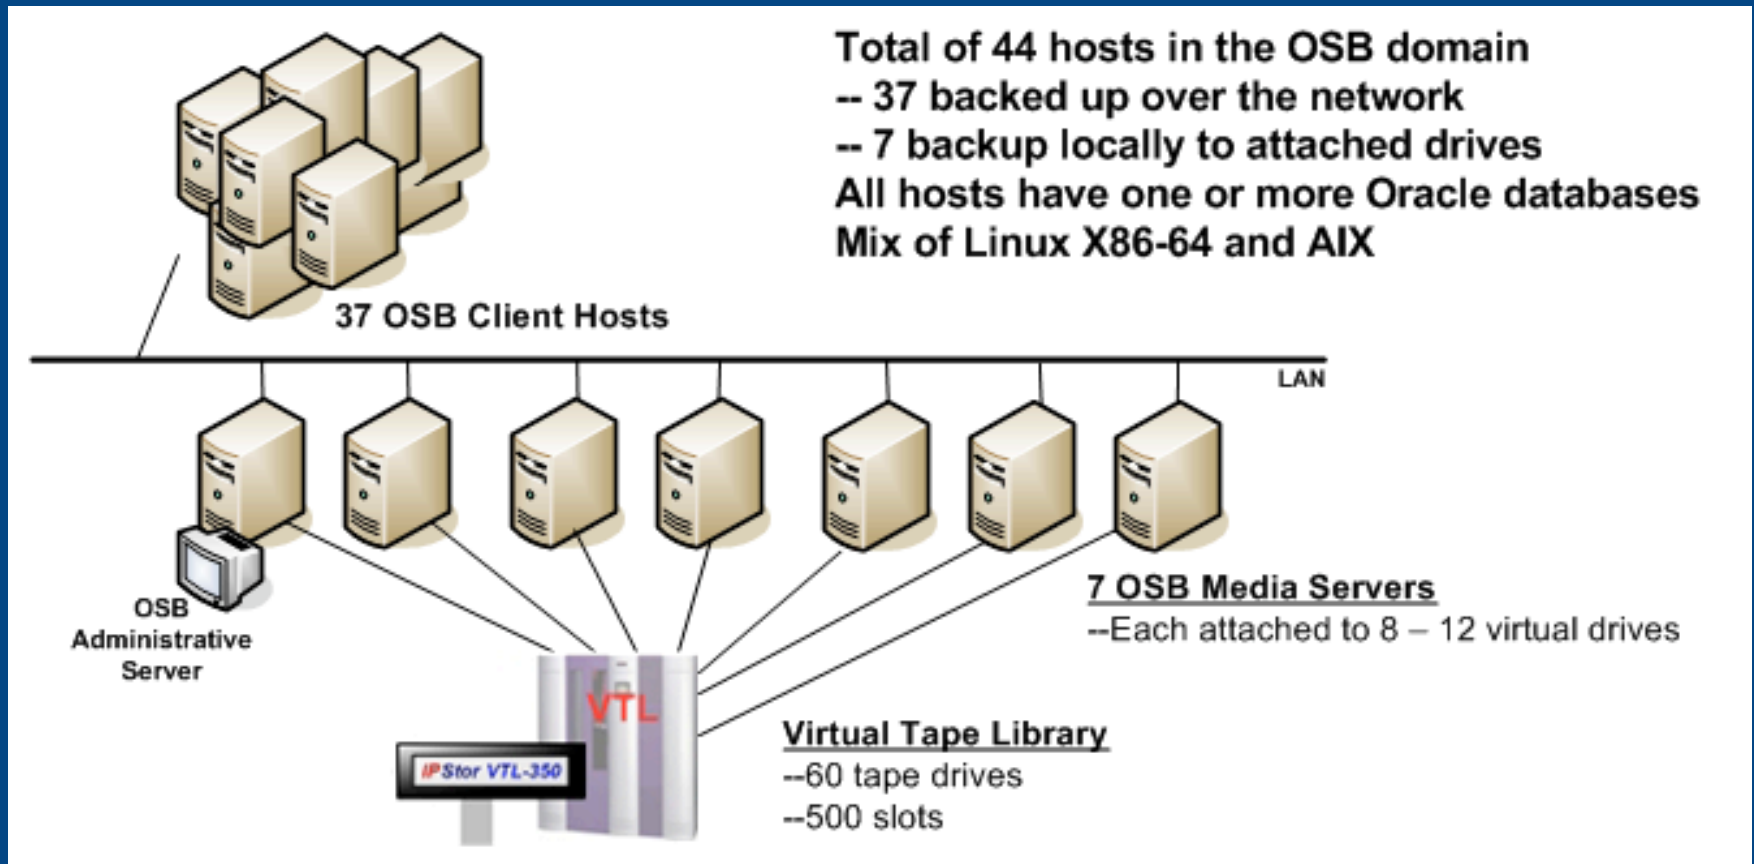 Total of 44 hosts in the OSB domain
-- 37 backed up over the network
-- 7 backup locally to attached drives
All hosts have one or more Oracle databases
Mix of Linux X86-64 and AIX
37 OSB Client Hosts
LAN
OSB
Administrative
Server
7 OSB Media Servers
--Each attached to 8 – 12 virtual drives
VTL
IPStor VTL-350
Virtual Tape Library
--60 tape drives
--500 slots